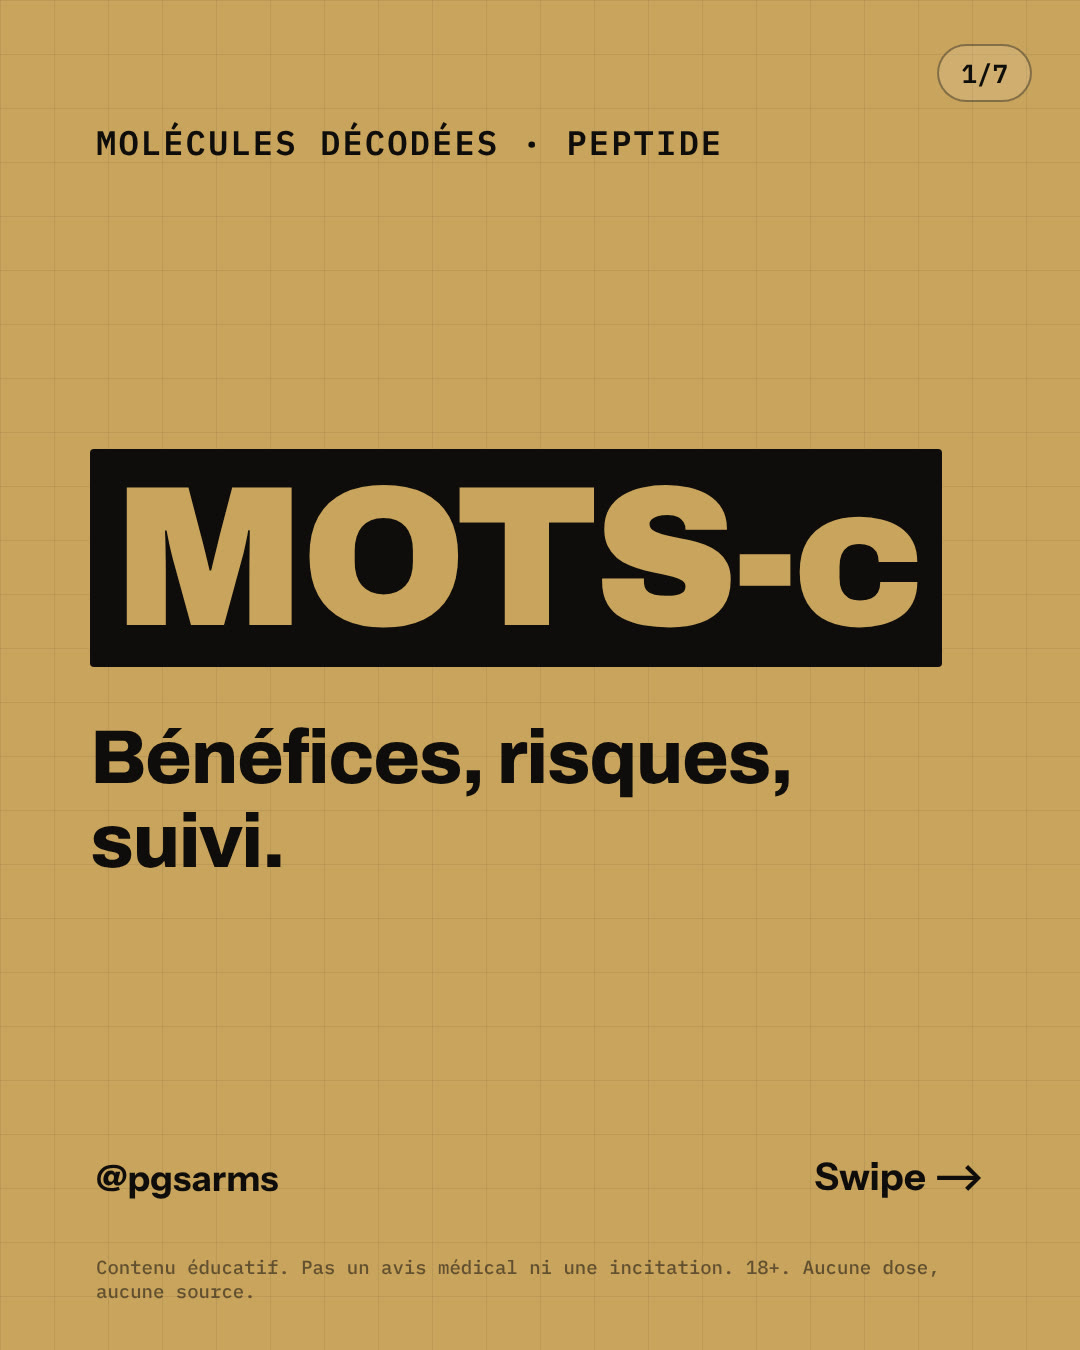 1/7
MOLÉCULES DÉCODÉES · PEPTIDE
MOTS-c
Bénéfices, risques,
suivi.
@pgsarms
Swipe →
Contenu éducatif. Pas un avis médical ni une incitation. 18+. Aucune dose,
aucune source.